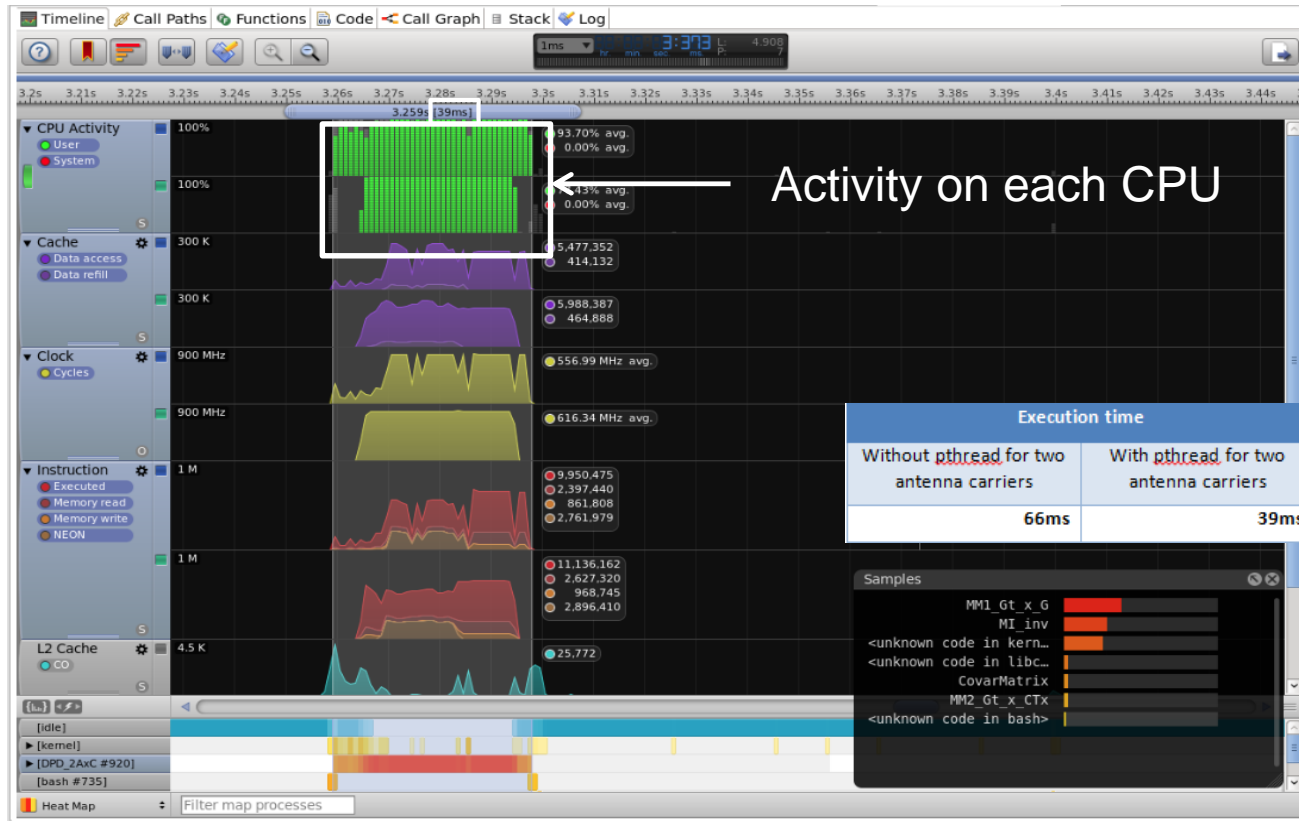 Timeline Call Paths Functions Code Call Graph Stack Log
1ms 3:373 L: 4.908
hr min sec ms P: 7
3.2s 3.21s 3.22s 3.23s 3.24s 3.25s 3.26s 3.27s 3.28s 3.29s 3.3s 3.31s 3.32s 3.33s 3.34s 3.35s 3.36s 3.37s 3.38s 3.39s 3.4s 3.41s 3.42s 3.43s 3.44s
3.259s [39ms]
CPU Activity 100% 93.70% avg.
User 0.00% avg.
System
100% 43% avg.
0.00% avg.
S
Activity on each CPU
Cache 300 K 5,477,352
Data access 414,132
Data refill
300 K 5,988,387
464,888
S
Clock 900 MHz 556.99 MHz avg.
Cycles
900 MHz 616.34 MHz avg.
O
Execution time
Without pthread for two antenna carriers
With pthread for two antenna carriers
66ms 39ms
Instruction 1 M 9,950,475
Executed 2,397,440
Memory read 861,808
Memory write 2,761,979
NEON
1 M 11,136,162
2,627,320
968,745
2,896,410
S
L2 Cache 4.5 K 25,772
CO
S
Samples
MM1_Gt_x_G
MI_inv
<unknown code in kern…
<unknown code in libc…
CovarMatrix
MM2_Gt_x_CTx
<unknown code in bash>
[idle]
[kernel]
[DPD_2AxC #920]
[bash #735]
Heat Map Filter map processes